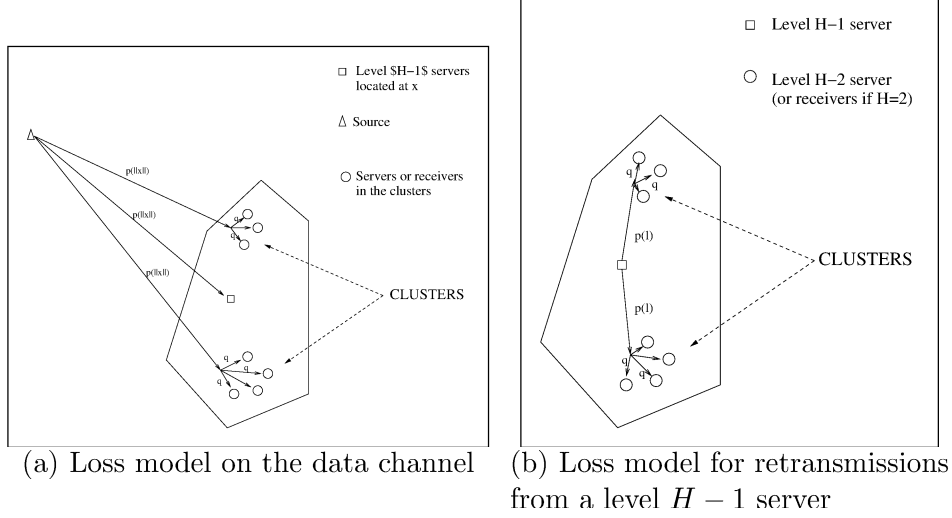 Level $H−1$ servers
located at x
Source
Servers or receivers
in the clusters
p(||x||)
p(||x||)
p(||x||)
q
q
CLUSTERS
q
q
q
(a) Loss model on the data channel
Level H−1 server
Level H−2 server
(or receivers if H=2)
q
q
p(l)
CLUSTERS
p(l)
q
q
(b) Loss model for retransmissions
from a level H − 1 server